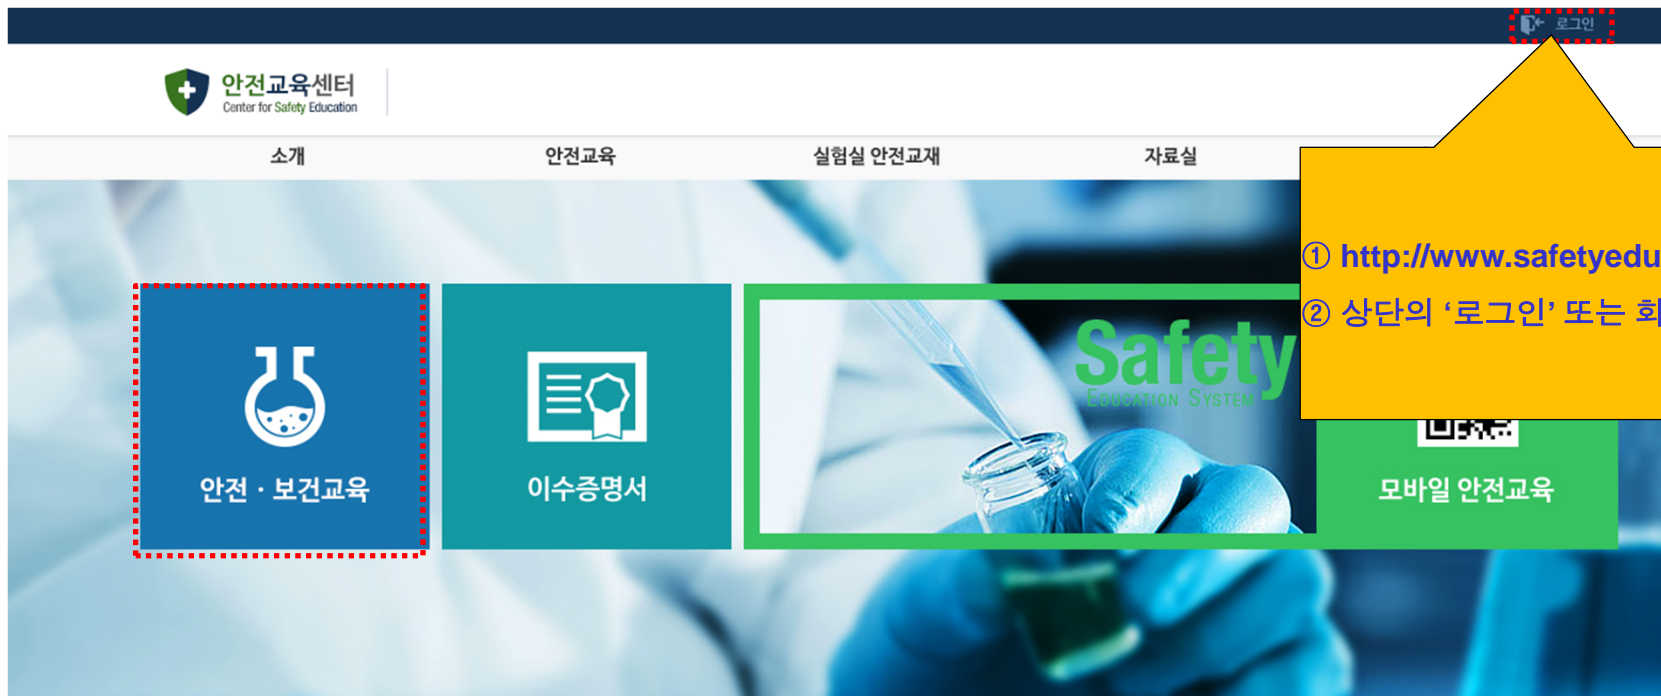 로그인
안전교육센터
Center for Safety Education
소개
안전교육
실험실 안전교재
자료실
① http://www.safetyedu
② 상단의 ‘로그인’ 또는 회
Safety
EDUCATION SYSTEM
안전 · 보건교육
이수증명서
모바일 안전교육